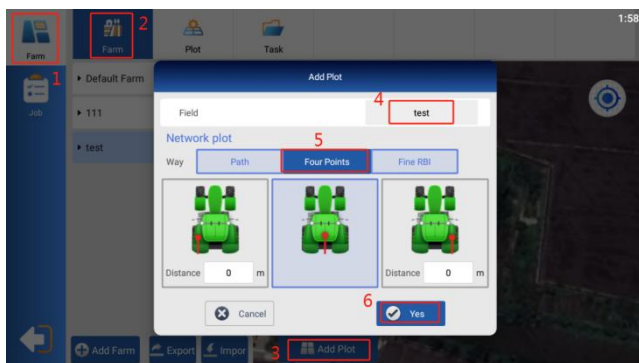 1:58
2
Farm
Farm
Plot
Task
1
Job
Default Farm
111
test
Add Plot
Field
4
test
Network plot
5
Way
Path
Four Points
Fine RBI
Distance
0
m
Distance
0
m
Cancel
6
Yes
Add Farm
Export
Impor
3
Add Plot